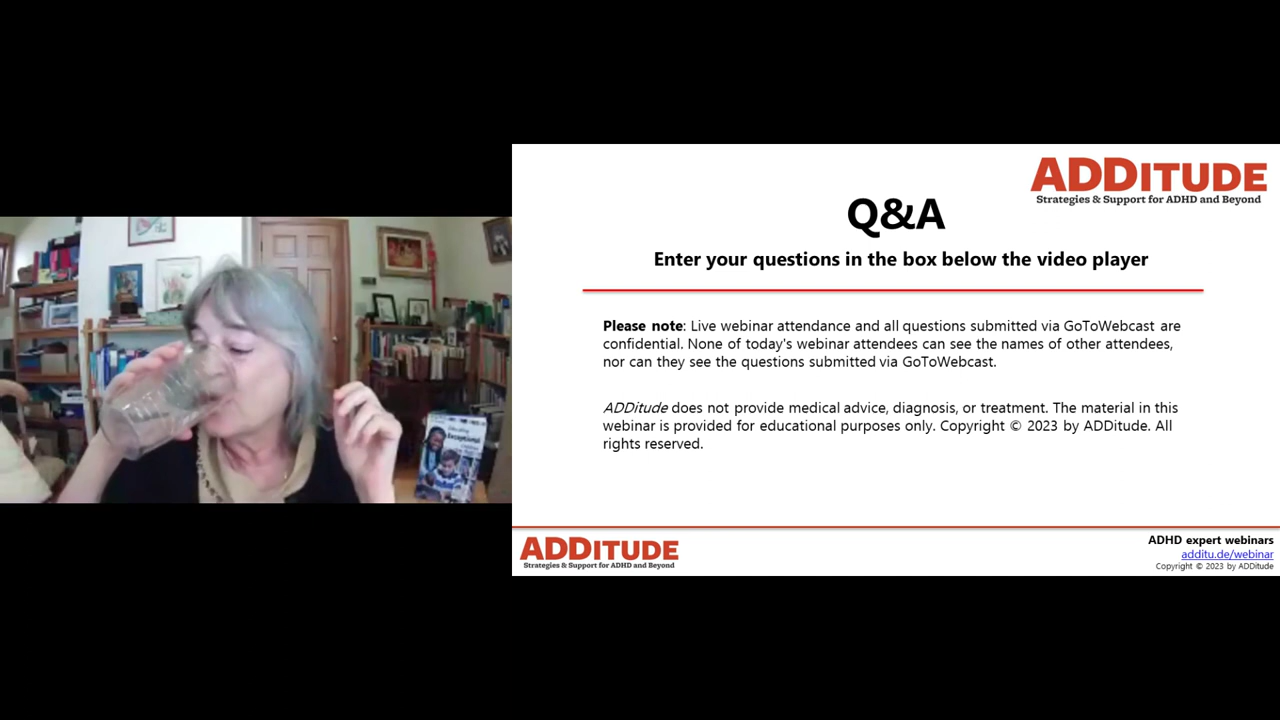 Exceptional
ADDITUDE
Strategies & Support for ADHD and Beyond
Q&A
Enter your questions in the box below the video player
Please note: Live webinar attendance and all questions submitted via GoToWebcast are
confidential. None of today's webinar attendees can see the names of other attendees,
nor can they see the questions submitted via GoToWebcast.
ADDitude does not provide medical advice, diagnosis, or treatment. The material in this
webinar is provided for educational purposes only. Copyright © 2023 by ADDitude. All
rights reserved.
ADDITUDE
Strategies & Support for ADHD and Beyond
ADHD expert webinars
additu.de/webinar
Copyright © 2023 by ADDitude